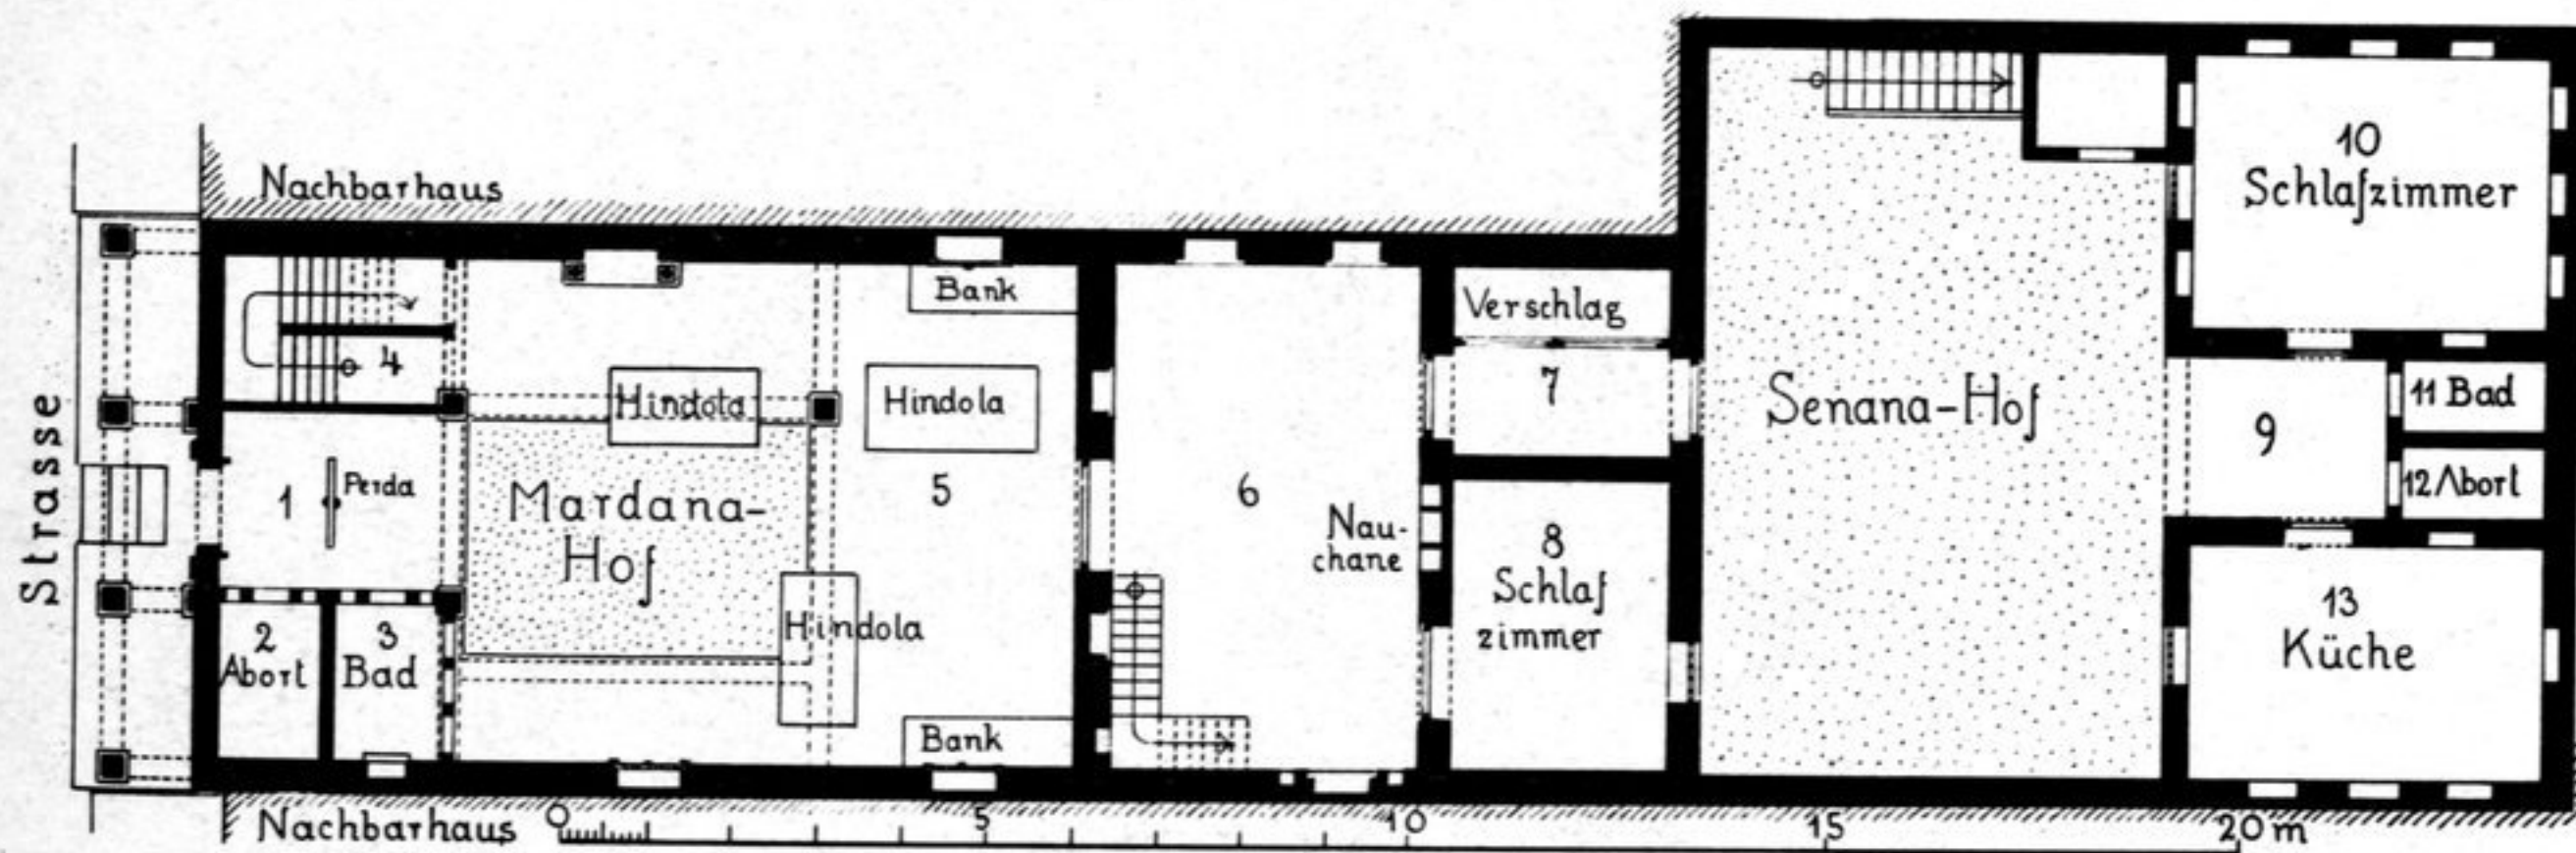 Nachbarhaus
Strasse
4
1
Perda
2
Abort
3
Bad
Mardana-
Hof
Hindola
Bank
Hindola
5
Hindola
Bank
6
Nau-
chane
Verschlag
7
8
Schlaf
zimmer
Senana-Hof
10
Schlafzimmer
9
11 Bad
12 Abort
13
Küche
Nachbarhaus
0 5 10 15 20 m